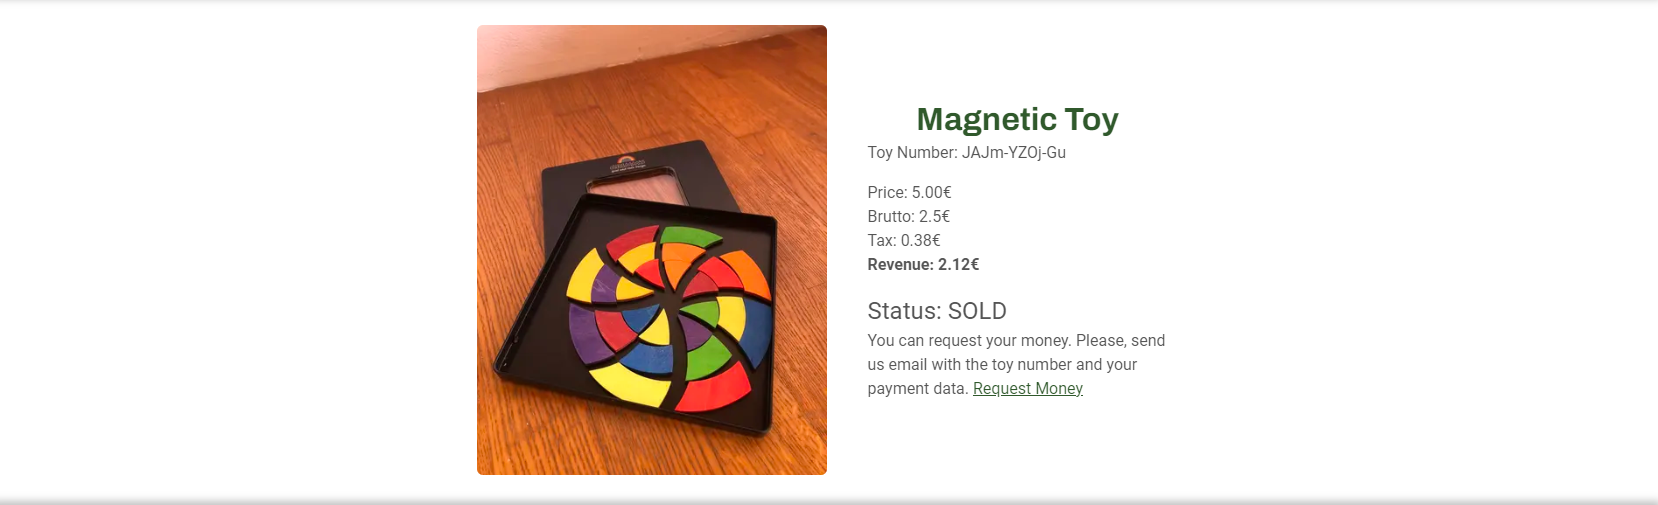 Magnetic Toy
Toy Number: JAJm-YZOj-Gu
Price: 5.00€
Brutto: 2.5€
Tax: 0.38€
Revenue: 2.12€
Status: SOLD
You can request your money. Please, send
us email with the toy number and your
payment data. Request Money